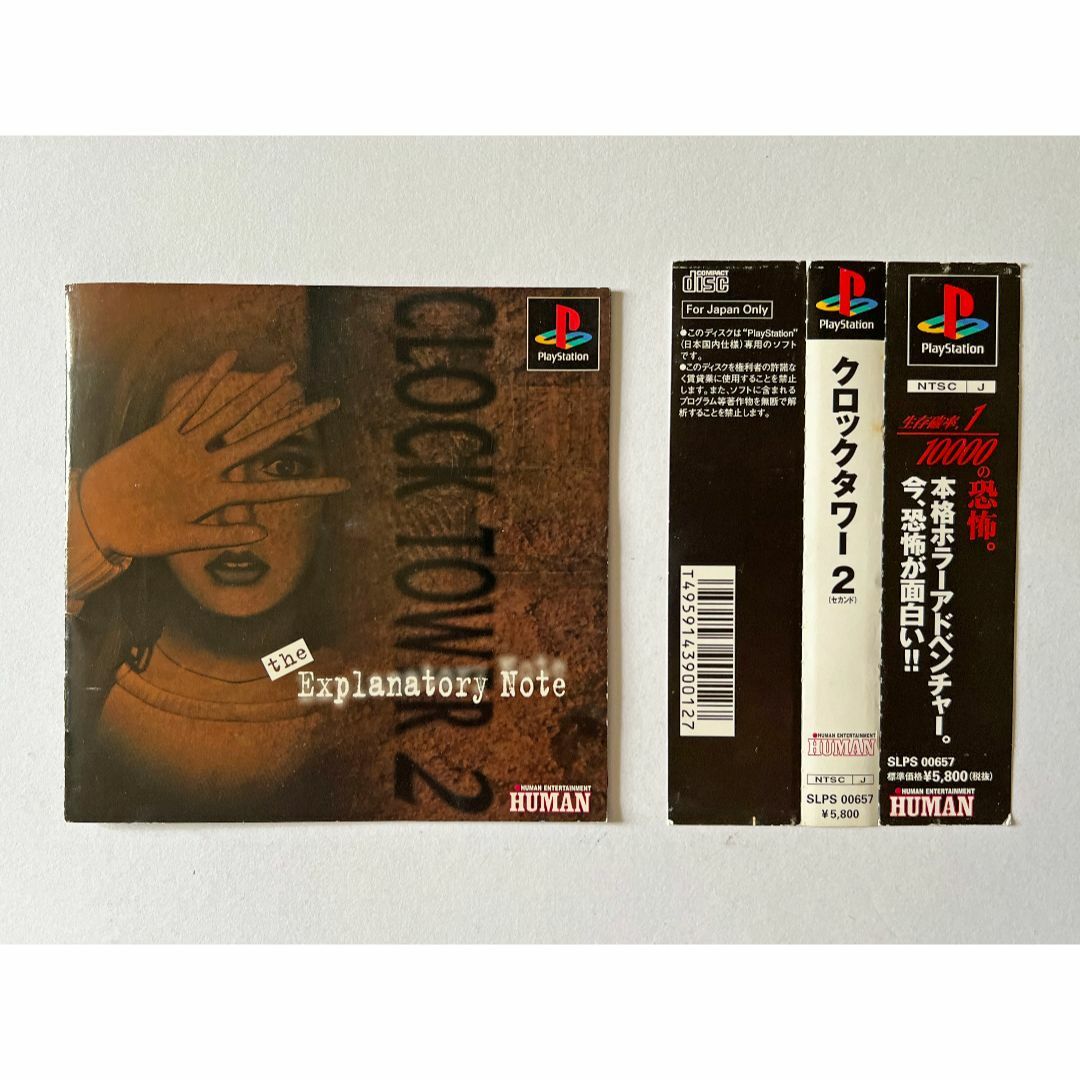 CLOCK TOWER 2
PlayStation
the
Explanatory Note
HUMAN ENTERTAINMENT
HUMAN
COMPACT
disc
For Japan Only
●このディスクは"PlayStation"
(日本国内仕様)専用のソフト
です。
●このディスクを権利者の許諾な
く賃貸業に使用することを禁止
します。また、ソフトに含まれる
プログラム等著作物を無断で解
析することを禁止します。
T4959143900127
PlayStation
クロックタワー2
(セカンド)
HUMAN ENTERTAINMENT
HUMAN
NTSC J
SLPS 00657
¥5,800
PlayStation
NTSC J
生存確率、1/10000の恐怖。
本格ホラーアドベンチャー。
今、恐怖が面白い!!
SLPS 00657
標準価格¥5,800(税抜)
HUMAN ENTERTAINMENT
HUMAN